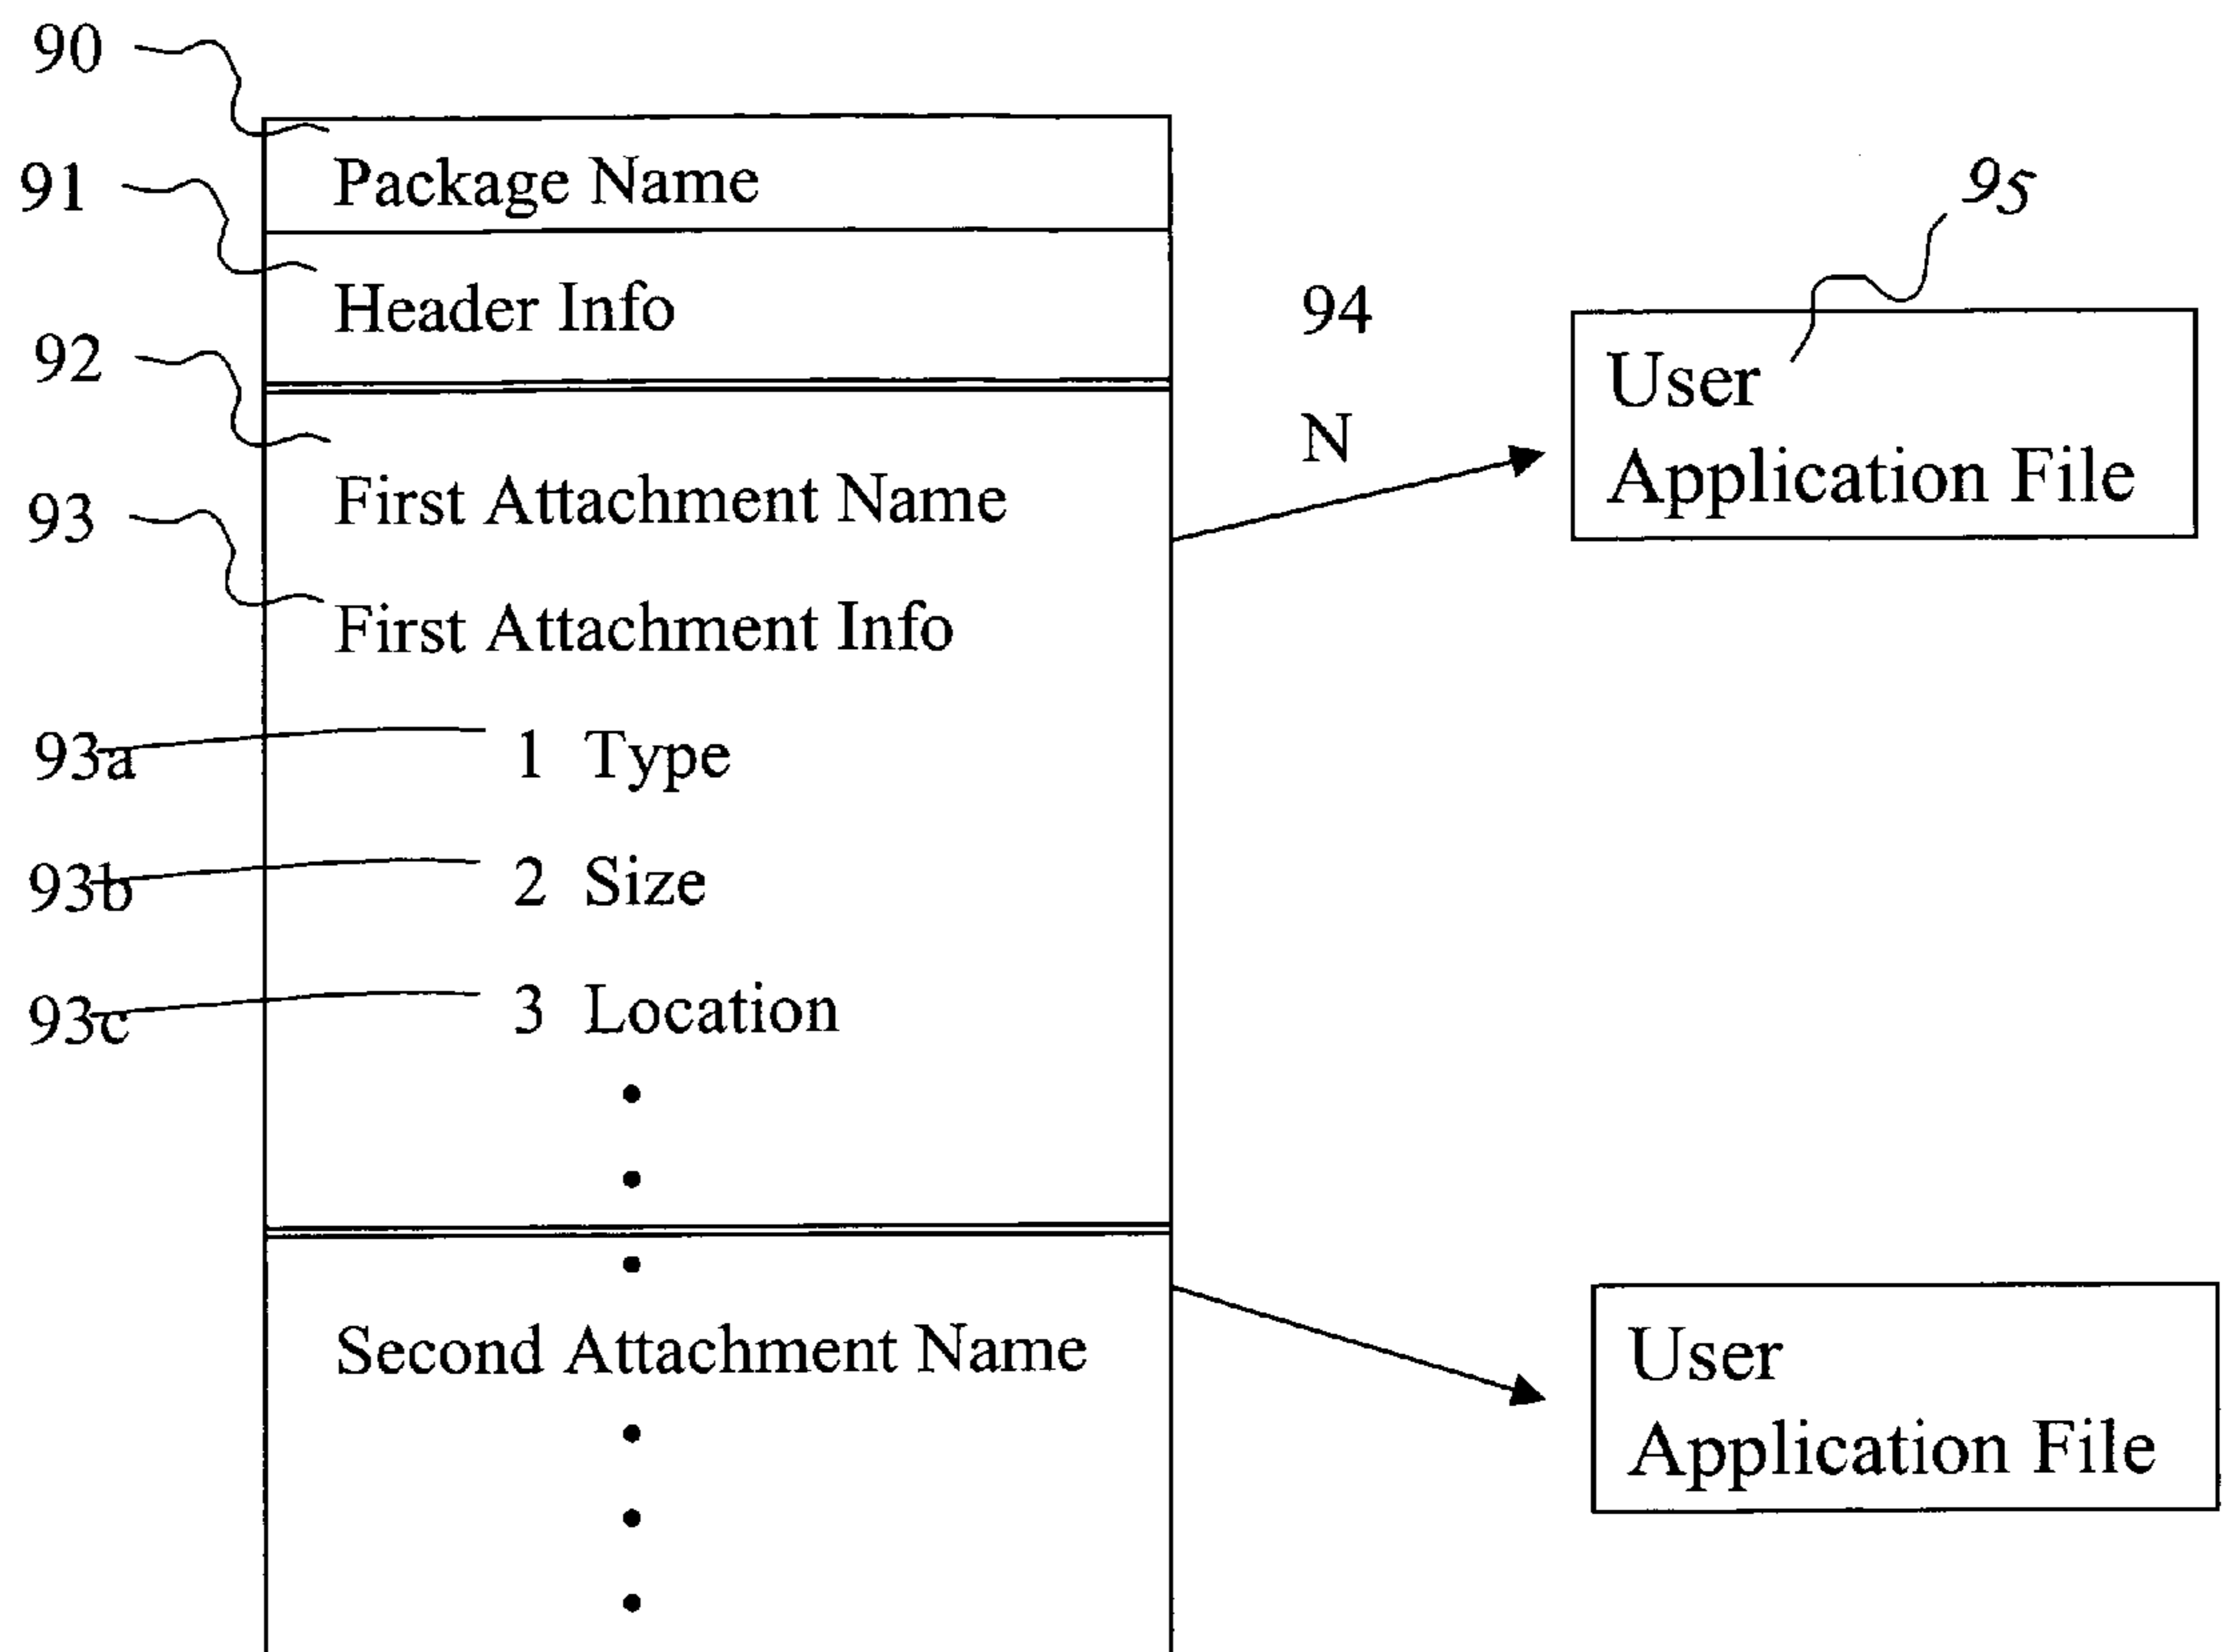 90
Package Name
91
Header Info
92
First Attachment Name
93
First Attachment Info
93a
1 Type
93b
2 Size
93c
3 Location
Second Attachment Name
94
N
95
User
Application File
User
Application File